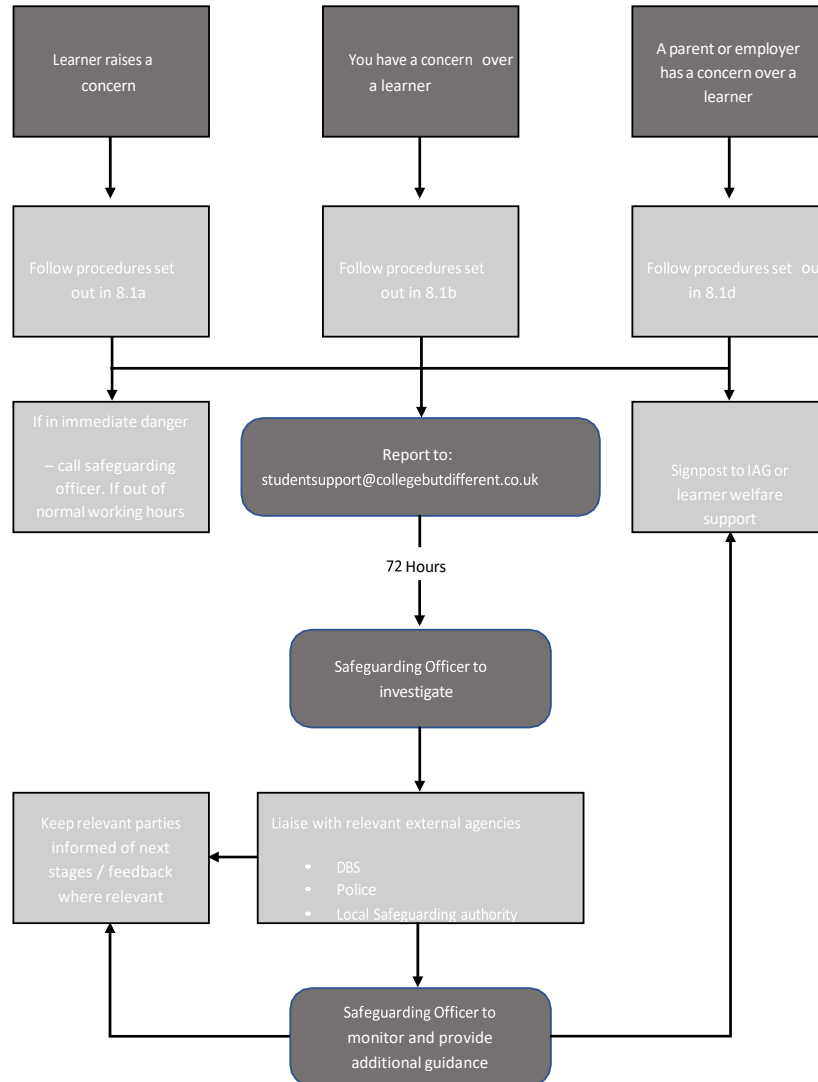 Learner raises a
concern
You have a concern over
a learner
A parent or employer
has a concern over a
learner
Follow procedures set
out in 8.1a
Follow procedures set
out in 8.1b
Follow procedures set ou
in 8.1d
If in immediate danger
– call safeguarding
officer. If out of
normal working hours
Report to:
studentsupport@collegebutdifferent.co.uk
Signpost to IAG or
learner welfare
support
72 Hours
Safeguarding Officer to
investigate
Keep relevant parties
informed of next
stages / feedback
where relevant
Liaise with relevant external agencies
• DBS
• Police
• Local Safeguarding authority
Safeguarding Officer to
monitor and provide
additional guidance